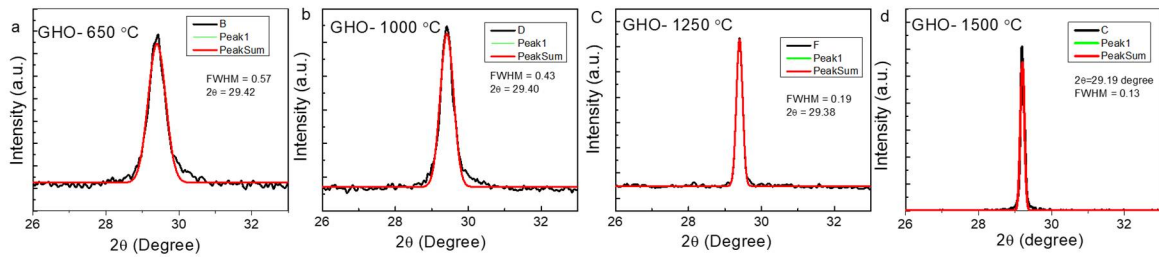 a
GHO- 650 °C
B
Peak1
PeakSum
FWHM = 0.57
2θ = 29.42
Intensity (a.u.)
26 28 30 32
2θ (Degree)
b
GHO- 1000 °C
D
Peak1
PeakSum
FWHM = 0.43
2θ = 29.40
Intensity (a.u.)
26 28 30 32
2θ (Degree)
C
GHO- 1250 °C
F
Peak1
PeakSum
FWHM = 0.19
2θ = 29.38
Intensity (a.u.)
26 29 31 33
2θ (Degree)
d
GHO- 1500 °C
C
Peak1
PeakSum
2θ=29.19 degree
FWHM = 0.13
Intensity (a.u.)
26 28 30 32
2θ (degree)